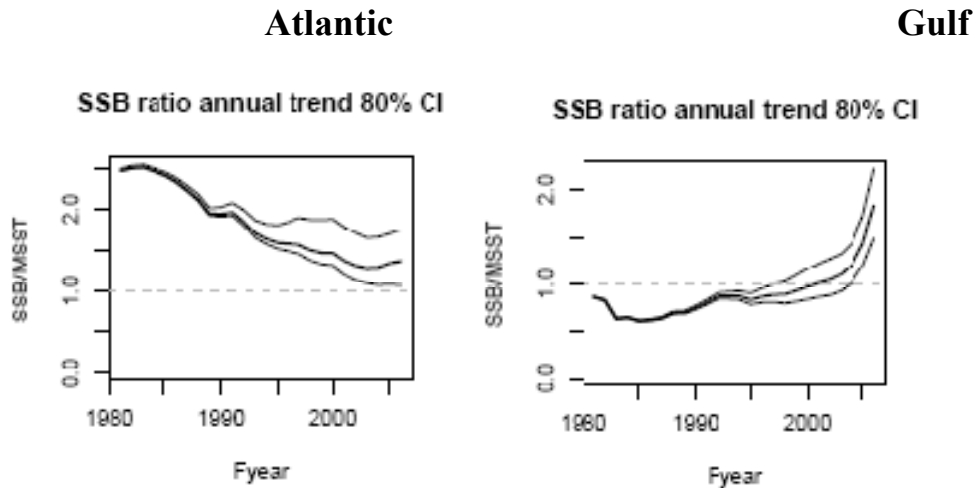 Atlantic
Gulf
SSB ratio annual trend 80% CI
SSB/MSST
2.0
1.0
0.0
1980 1990 2000
Fyear
SSB ratio annual trend 80% CI
SSB/MSST
2.0
1.0
0.0
1980 1990 2000
Fyear